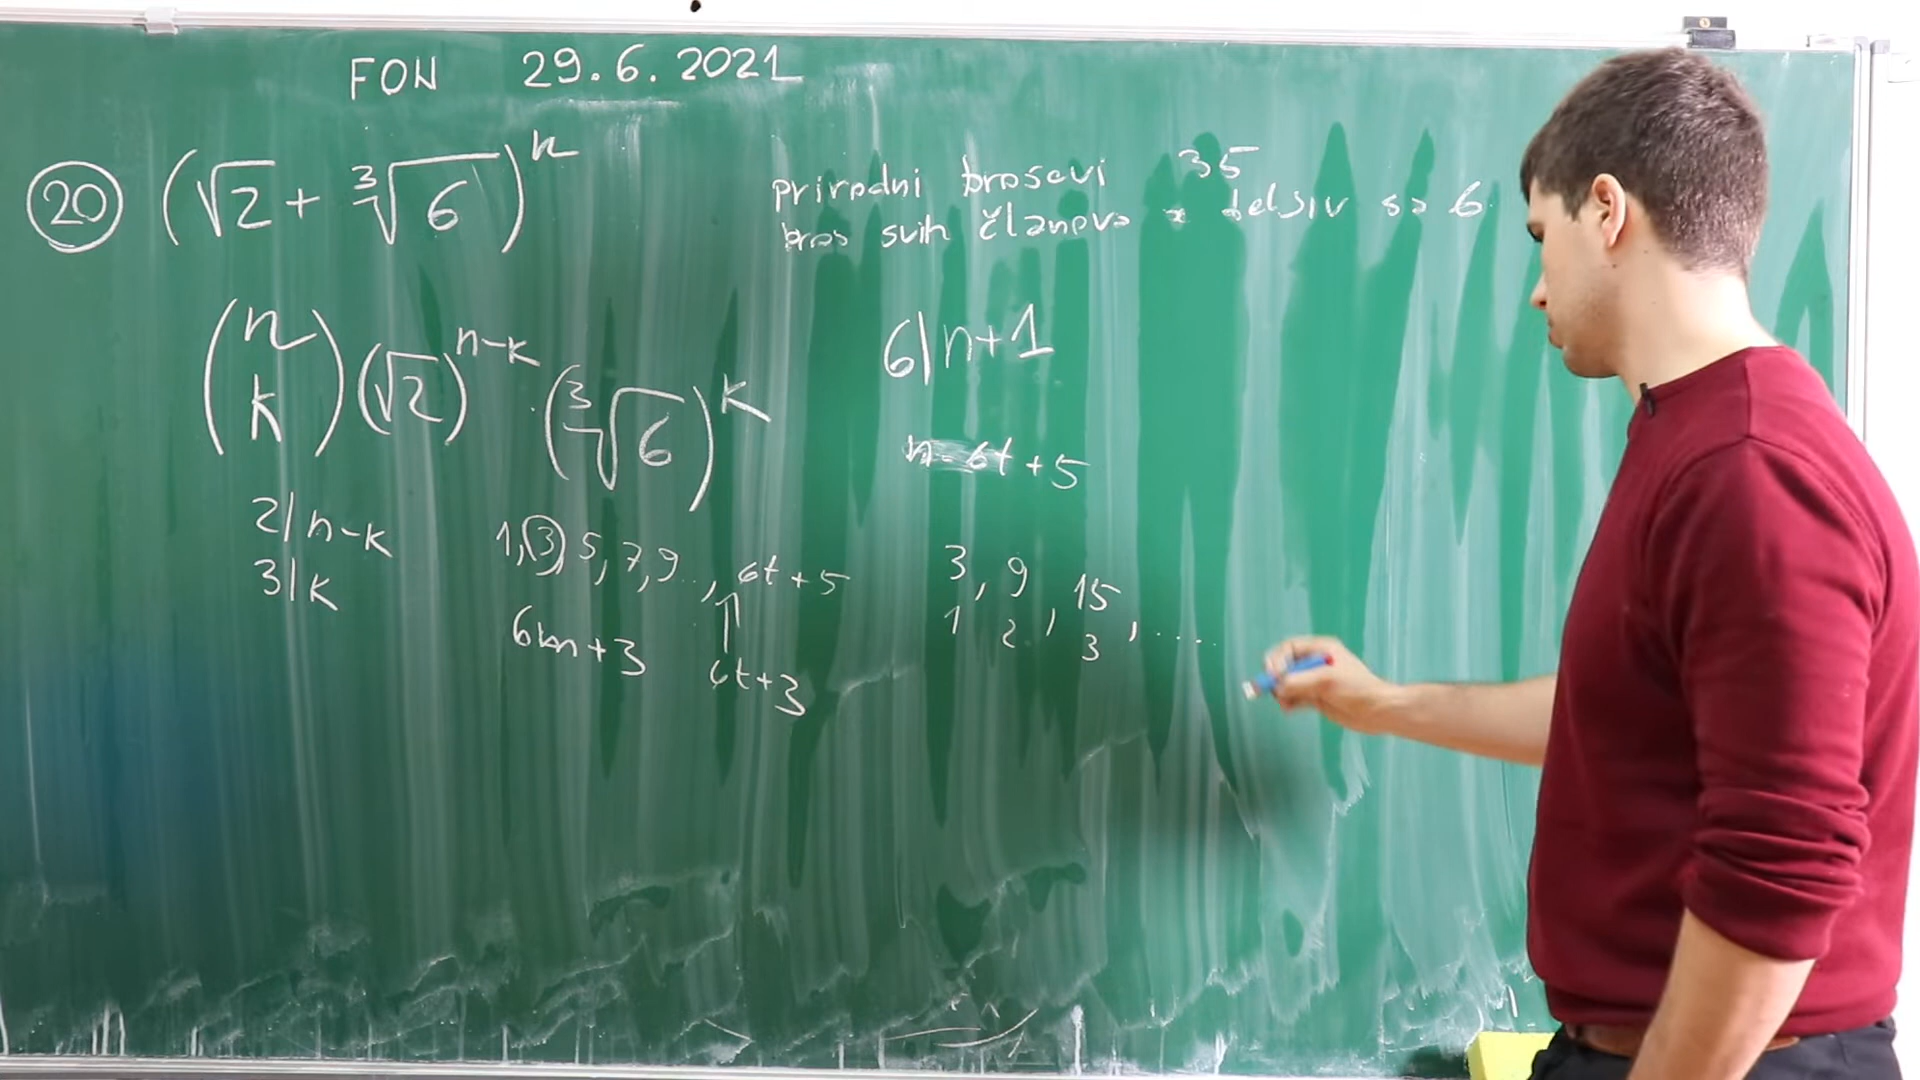 FON 29.6.2021
20 (√2 + ∛6)^n
prirodni brojevi 35
broj svih članova je deljiv sa 6
(n k) (√2)^(n-k) · (∛6)^k
6|n+1
n = 6t + 5
2|n-k
3|k
1, 3, 5, 7, 9.., 6t+5
6m+3
6t+3
3, 9, 15
1, 2, 3, ....